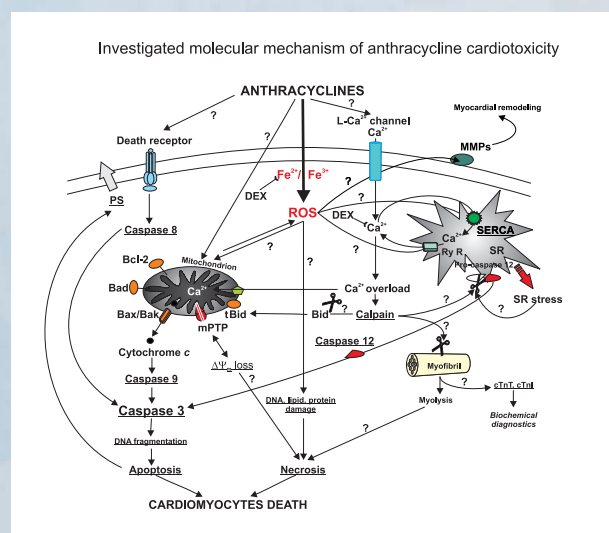 Investigated molecular mechanism of anthracycline cardiotoxicity
ANTHRACYCLINES
?
?
?
L-Ca²⁺ channel
Ca²⁺
Myocardial remodeling
MMPs
Death receptor
PS
Fe²⁺/ Fe³⁺
DEX
ROS
?
?
DEX
Ca²⁺
?
?
SERCA
Ca²⁺
Ry R
SR
Pro-caspase 12
Caspase 8
Bcl-2
Mitochondrion
?
?
Bad
Ca²⁺
Ca²⁺ overload
?
SR stress
?
Bax/Bak
tBid
Bid
?
Calpain
mPTP
?
Caspase 12
Cytochrome c
ΔΨm loss
?
Myofibril
?
Caspase 9
cTnT, cTnI
Caspase 3
DNA, lipid, protein
damage
Myolysis
Biochemical
diagnostics
DNA fragmentation
?
Apoptosis
Necrosis
CARDIOMYOCYTES DEATH